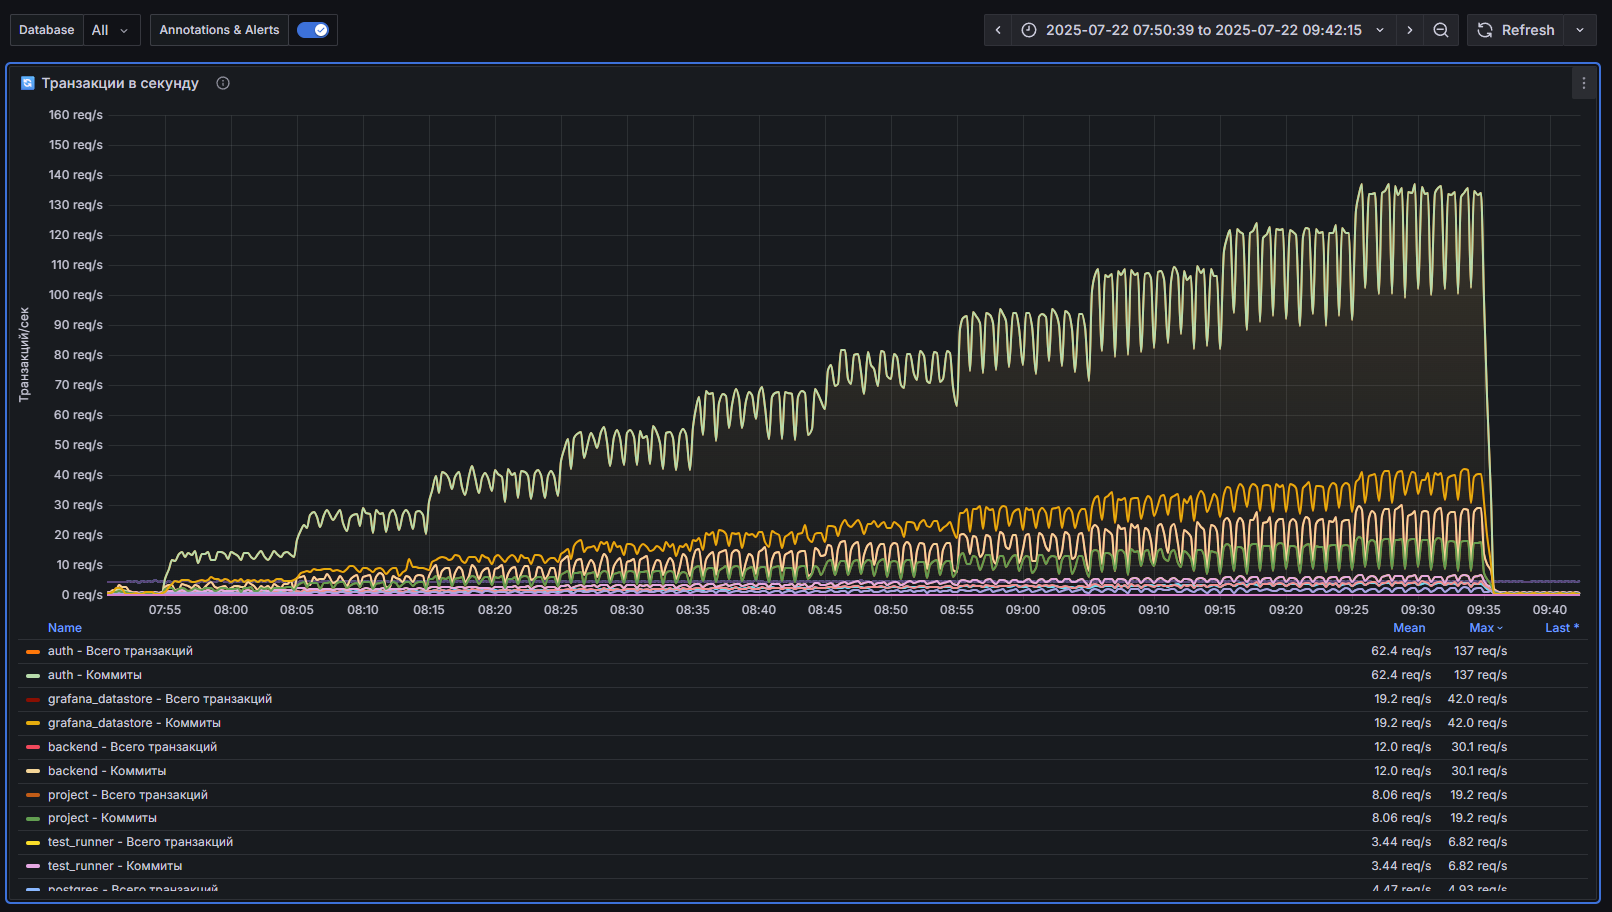 Database All Annotations & Alerts 2025-07-22 07:50:39 to 2025-07-22 09:42:15 Refresh
Транзакции в секунду
160 req/s
150 req/s
140 req/s
130 req/s
120 req/s
110 req/s
100 req/s
90 req/s
80 req/s
70 req/s
60 req/s
50 req/s
40 req/s
30 req/s
20 req/s
10 req/s
0 req/s
Транзакций/сек
07:55 08:00 08:05 08:10 08:15 08:20 08:25 08:30 08:35 08:40 08:45 08:50 08:55 09:00 09:05 09:10 09:15 09:20 09:25 09:30 09:35 09:40
Name Mean Max Last *
auth - Всего транзакций 62.4 req/s 137 req/s
auth - Коммиты 62.4 req/s 137 req/s
grafana_datastore - Всего транзакций 19.2 req/s 42.0 req/s
grafana_datastore - Коммиты 19.2 req/s 42.0 req/s
backend - Всего транзакций 12.0 req/s 30.1 req/s
backend - Коммиты 12.0 req/s 30.1 req/s
project - Всего транзакций 8.06 req/s 19.2 req/s
project - Коммиты 8.06 req/s 19.2 req/s
test_runner - Всего транзакций 3.44 req/s 6.82 req/s
test_runner - Коммиты 3.44 req/s 6.82 req/s
postgres - Всего транзакций 4.47 req/s 4.93 req/s